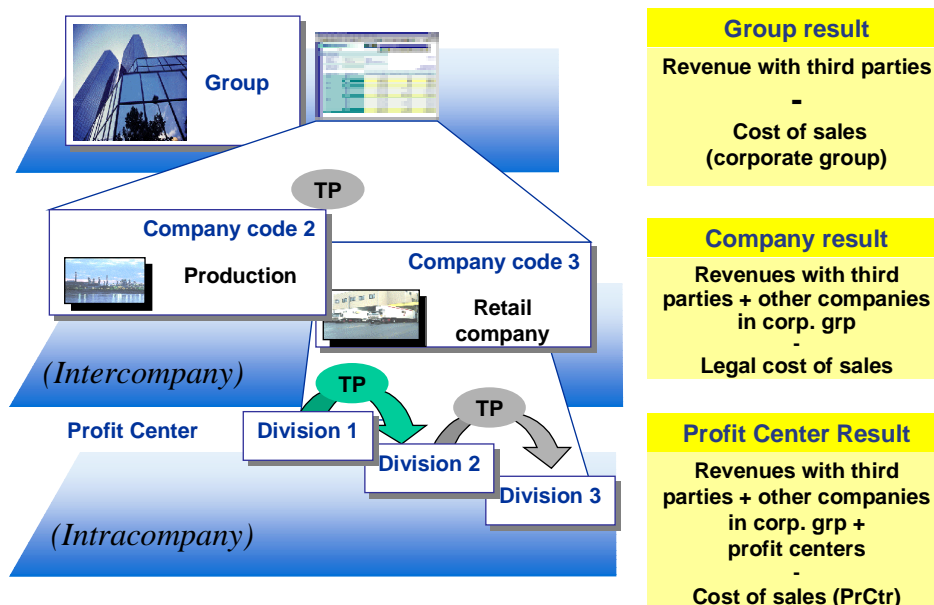 Group
TP
Company code 2
Production
Company code 3
Retail
company
(Intercompany)
TP
TP
Profit Center
Division 1
Division 2
Division 3
(Intracompany)
Group result
Revenue with third parties
-
Cost of sales
(corporate group)
Company result
Revenues with third
parties + other companies
in corp. grp
-
Legal cost of sales
Profit Center Result
Revenues with third
parties + other companies
in corp. grp +
profit centers
-
Cost of sales (PrCtr)